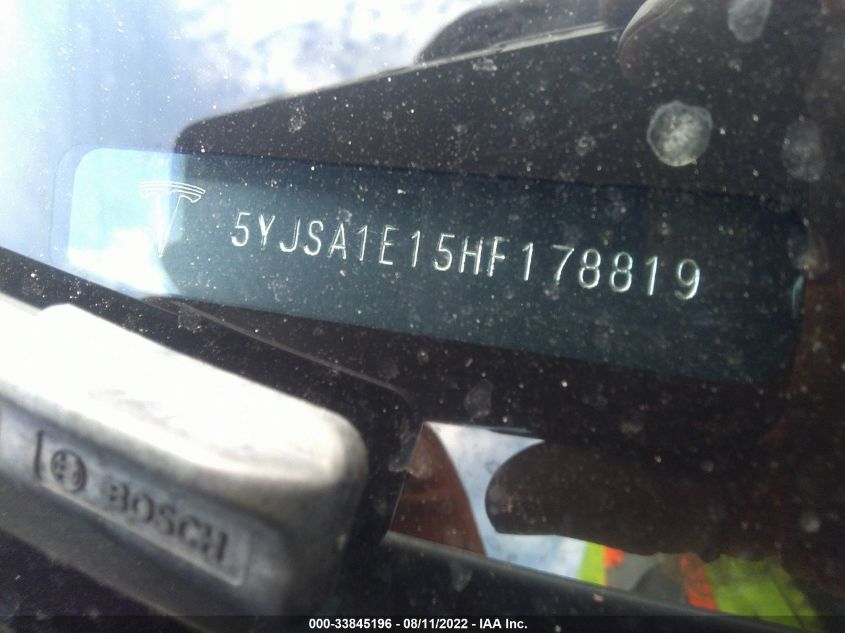 5YJSA1E15HF178819
BOSCH
000-33845196 - 08/11/2022 - IAA Inc.